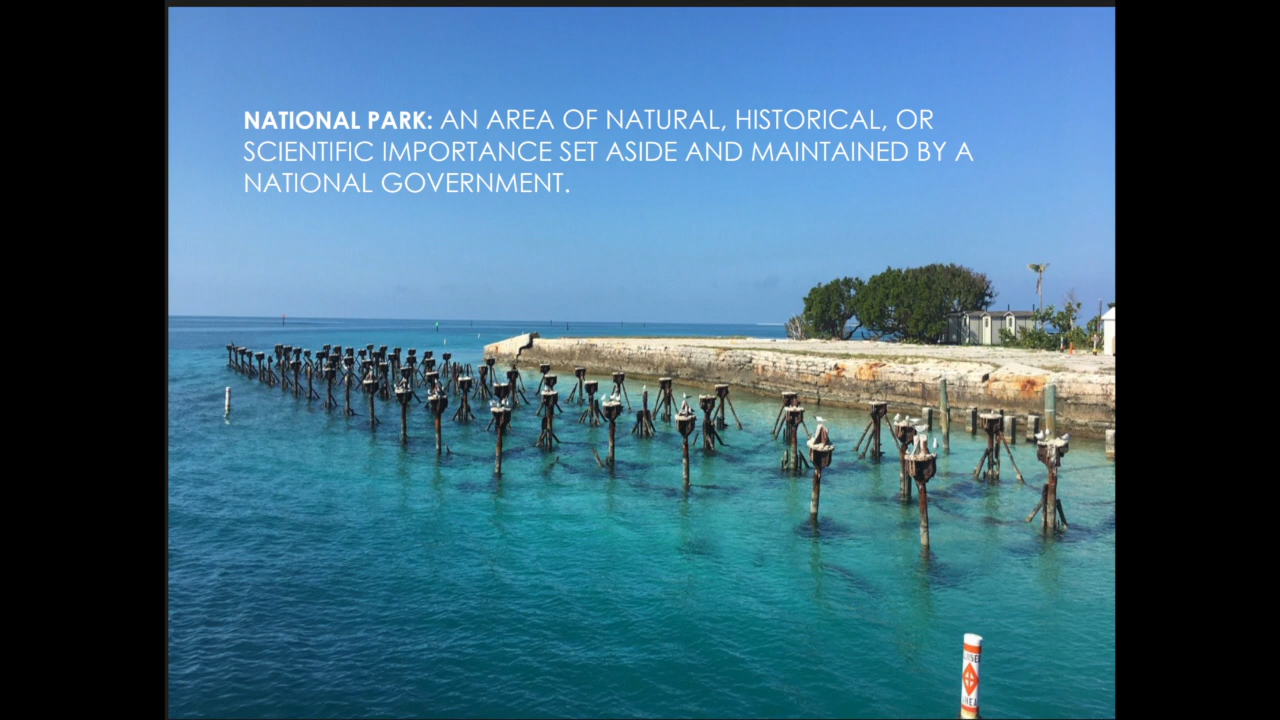 NATIONAL PARK: AN AREA OF NATURAL, HISTORICAL, OR
SCIENTIFIC IMPORTANCE SET ASIDE AND MAINTAINED BY A
NATIONAL GOVERNMENT.